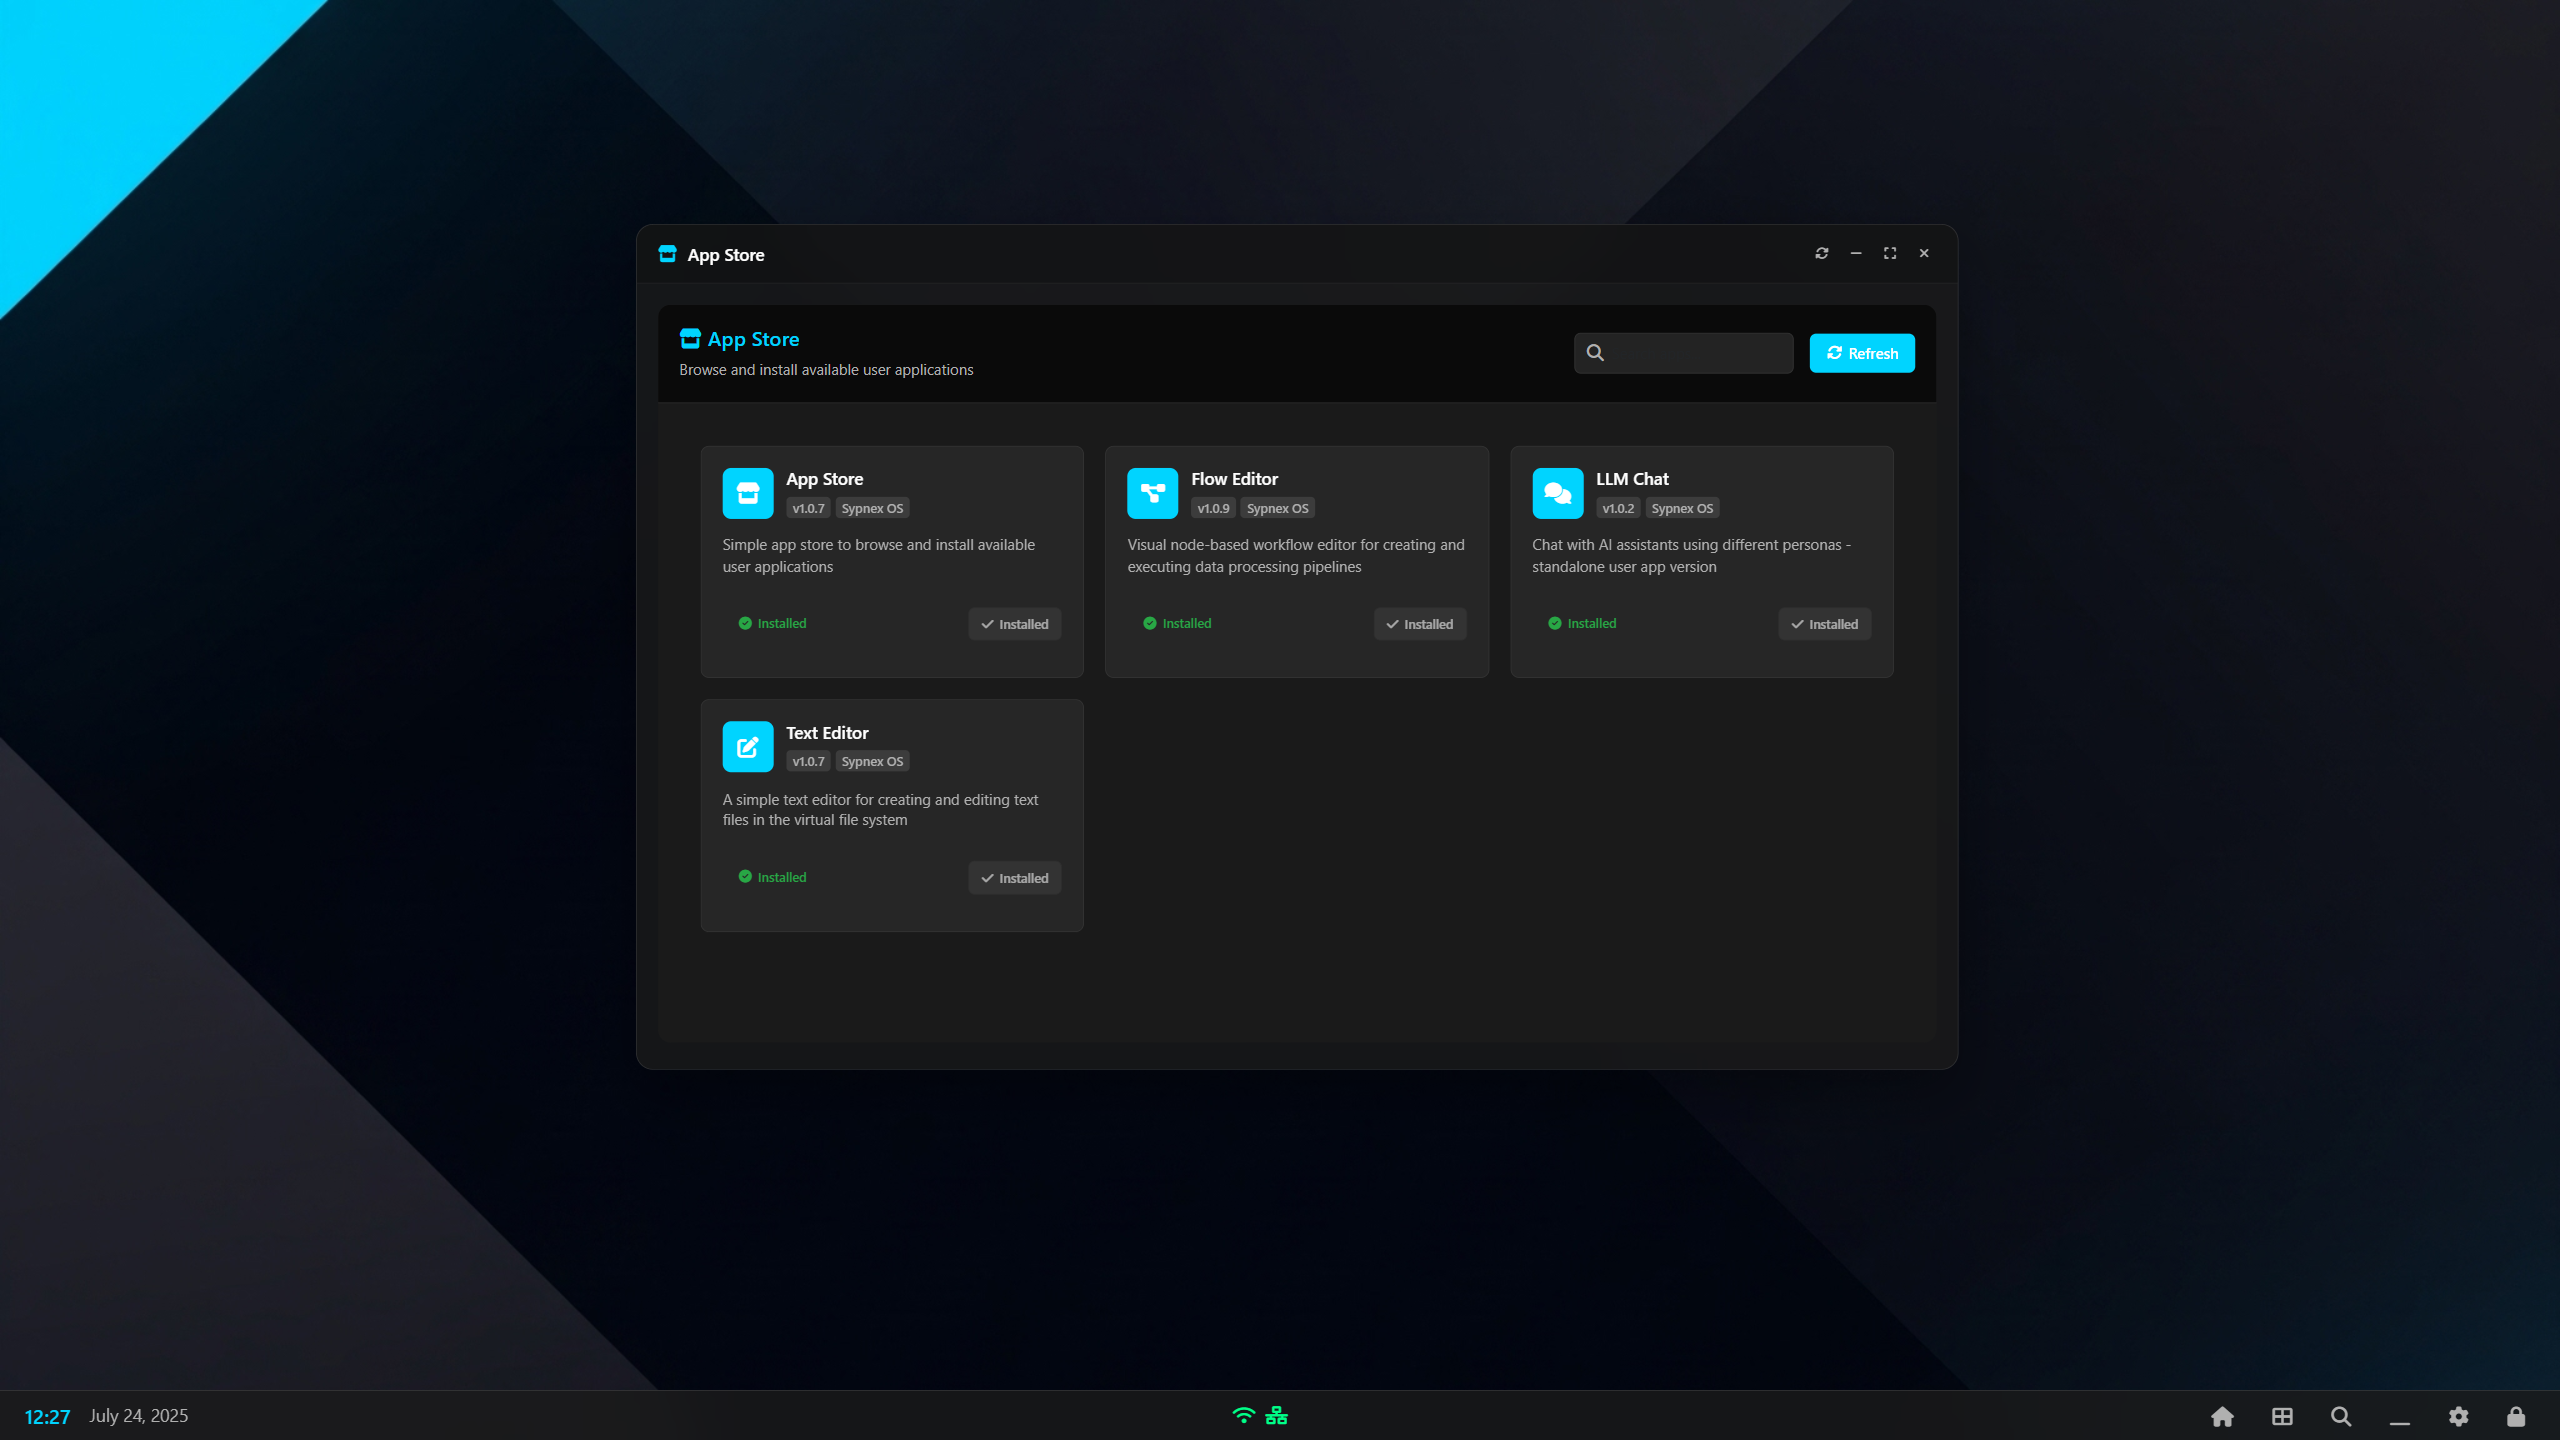 App Store
App Store
Browse and install available user applications
Refresh
App Store
v1.0.7 Sypnex OS
Simple app store to browse and install available
user applications
Installed
Installed
Flow Editor
v1.0.9 Sypnex OS
Visual node-based workflow editor for creating and
executing data processing pipelines
Installed
Installed
LLM Chat
v1.0.2 Sypnex OS
Chat with AI assistants using different personas -
standalone user app version
Installed
Installed
Text Editor
v1.0.7 Sypnex OS
A simple text editor for creating and editing text
files in the virtual file system
Installed
Installed
12:27 July 24, 2025